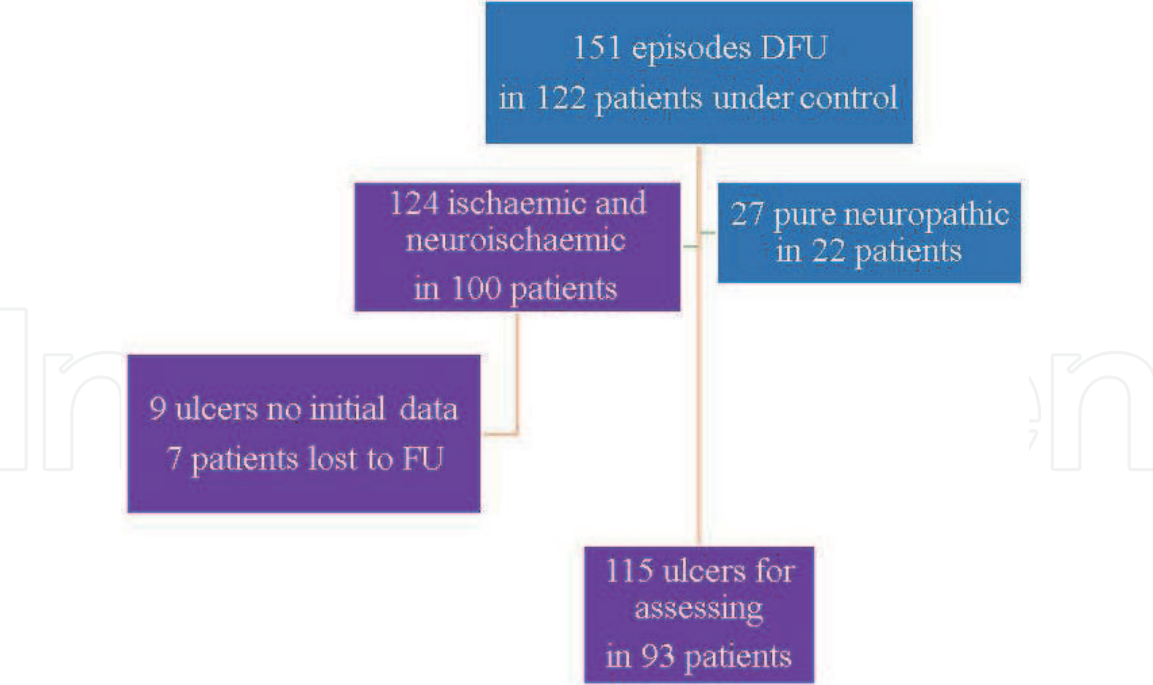 151 episodes DFU
in 122 patients under control
124 ischaemic and
neuroischaemic
in 100 patients
27 pure neuropathic
in 22 patients
9 ulcers no initial data
7 patients lost to FU
115 ulcers for
assessing
in 93 patients